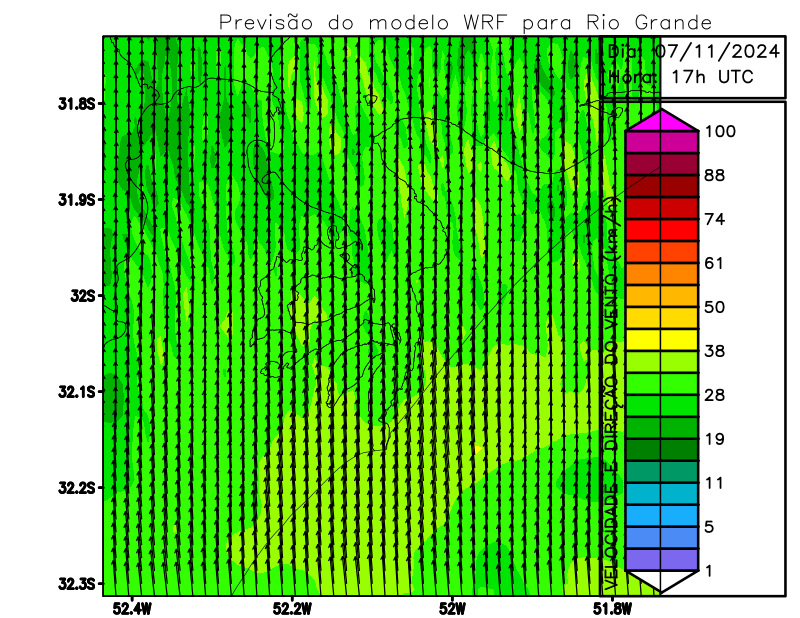 Previsão do modelo WRF para Rio Grande
Dia: 07/11/2024
Hora: 17h UTC
31.8S
31.9S
32S
32.1S
32.2S
32.3S
52.4W
52.2W
52W
51.8W
VELOCIDADE E DIREÇÃO DO VENTO (km/h)
100
88
74
61
50
38
28
19
11
5
1